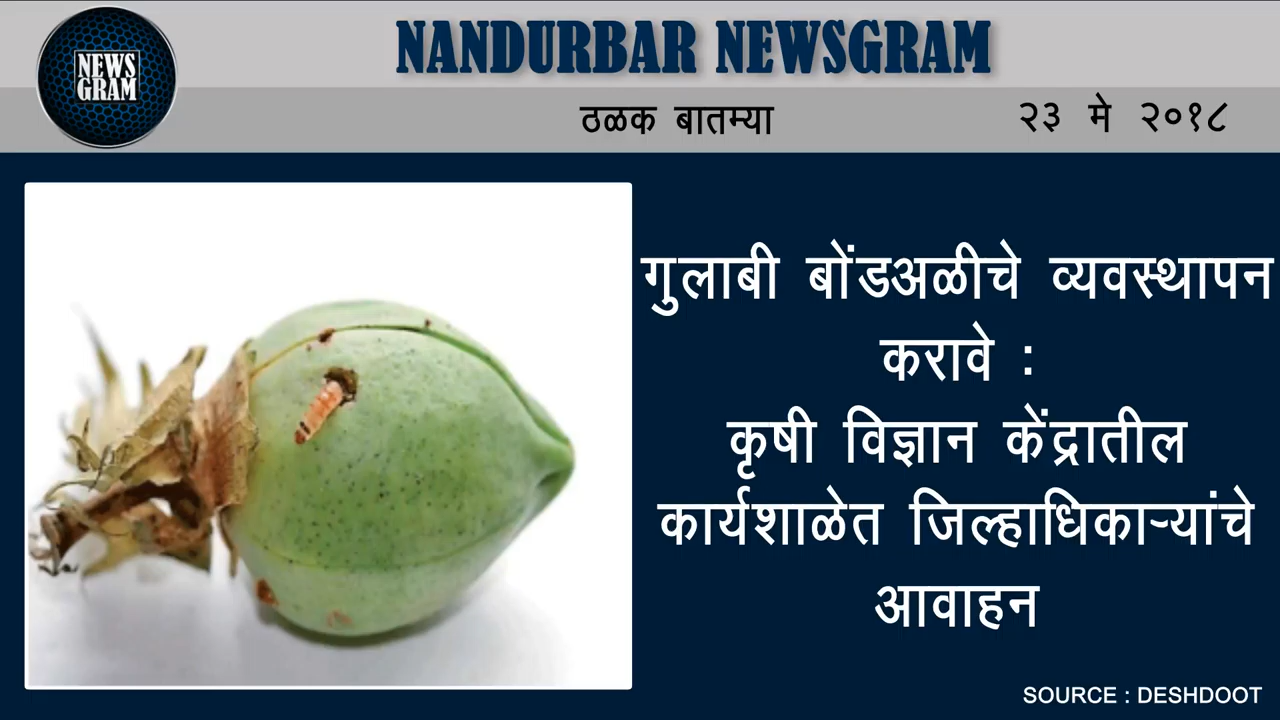 NEWS
GRAM
NANDURBAR NEWSGRAM
ठळक बातम्या
२३ मे २०१८
गुलाबी बोंडअळीचे व्यवस्थापन
करावे :
कृषी विज्ञान केंद्रातील
कार्यशाळेत जिल्हाधिकाऱ्यांचे
आवाहन
SOURCE : DESHDOOT